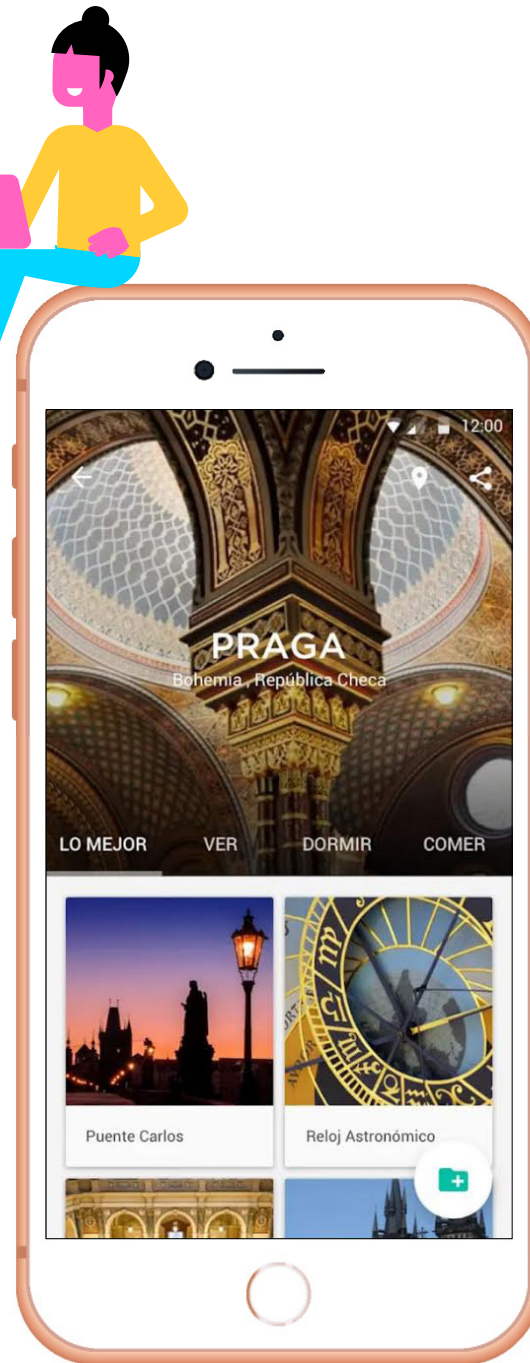 12:00
PRAGA
Bohemia , República Checa
LO MEJOR VER DORMIR COMER
Puente Carlos
Reloj Astronómico